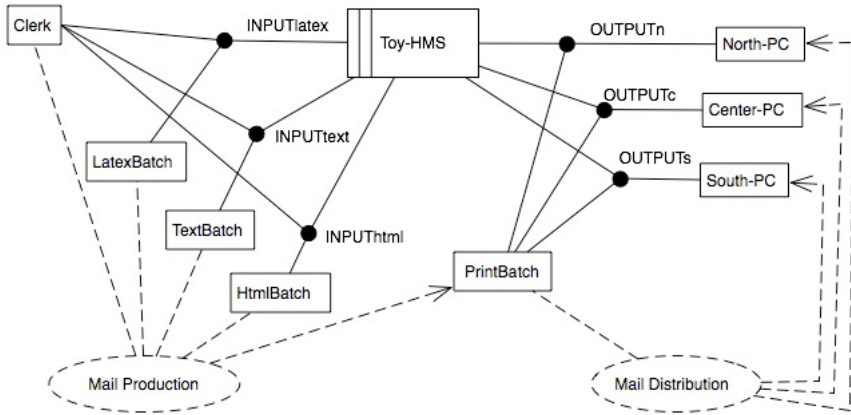 Clerk
INPUTlatex
Toy-HMS
OUTPUTn
North-PC
OUTPUTc
Center-PC
INPUTtext
LatexBatch
OUTPUTs
South-PC
TextBatch
INPUThtml
HtmlBatch
PrintBatch
Mail Production
Mail Distribution